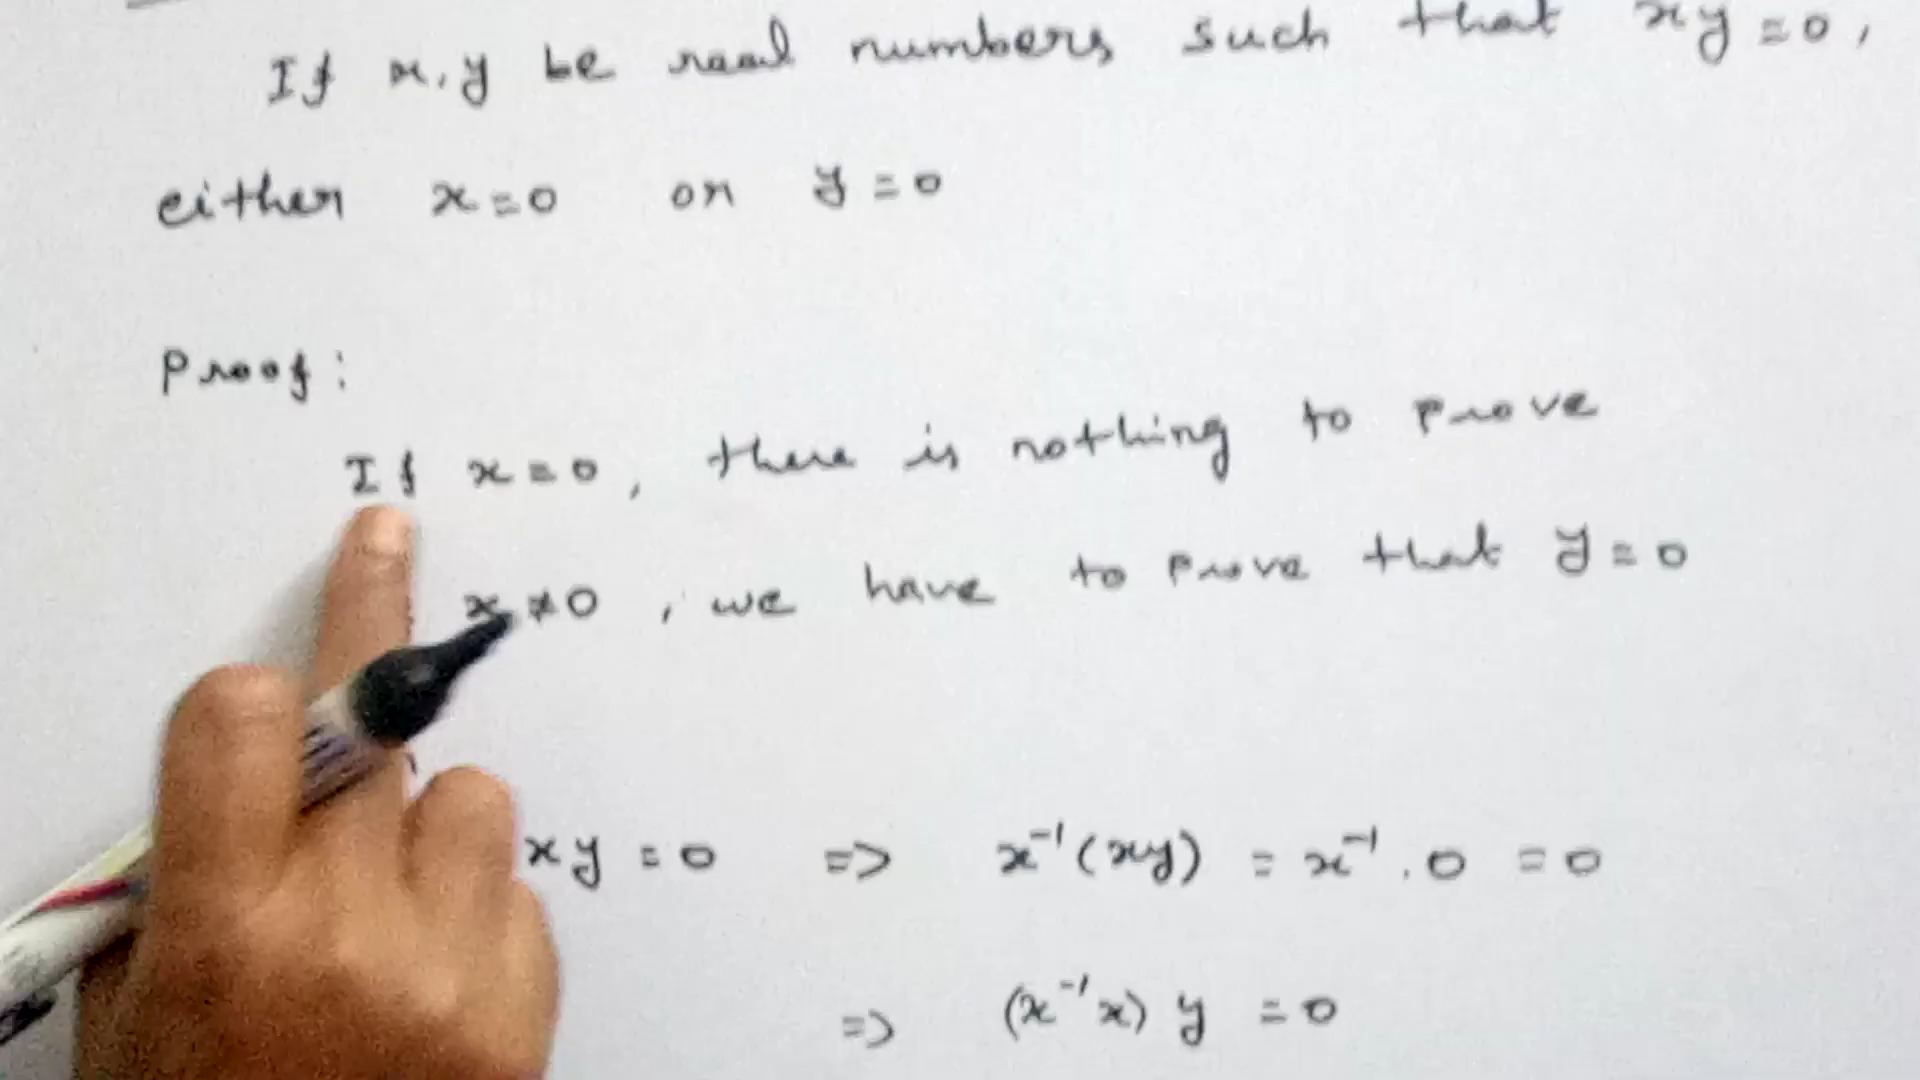 If x, y be real numbers such that xy = 0,
either x = 0 or y = 0
Proof:
If x = 0, there is nothing to prove
x ≠ 0, we have to prove that y = 0
xy = 0 => x⁻¹(xy) = x⁻¹ . 0 = 0
=> (x⁻¹x) y = 0